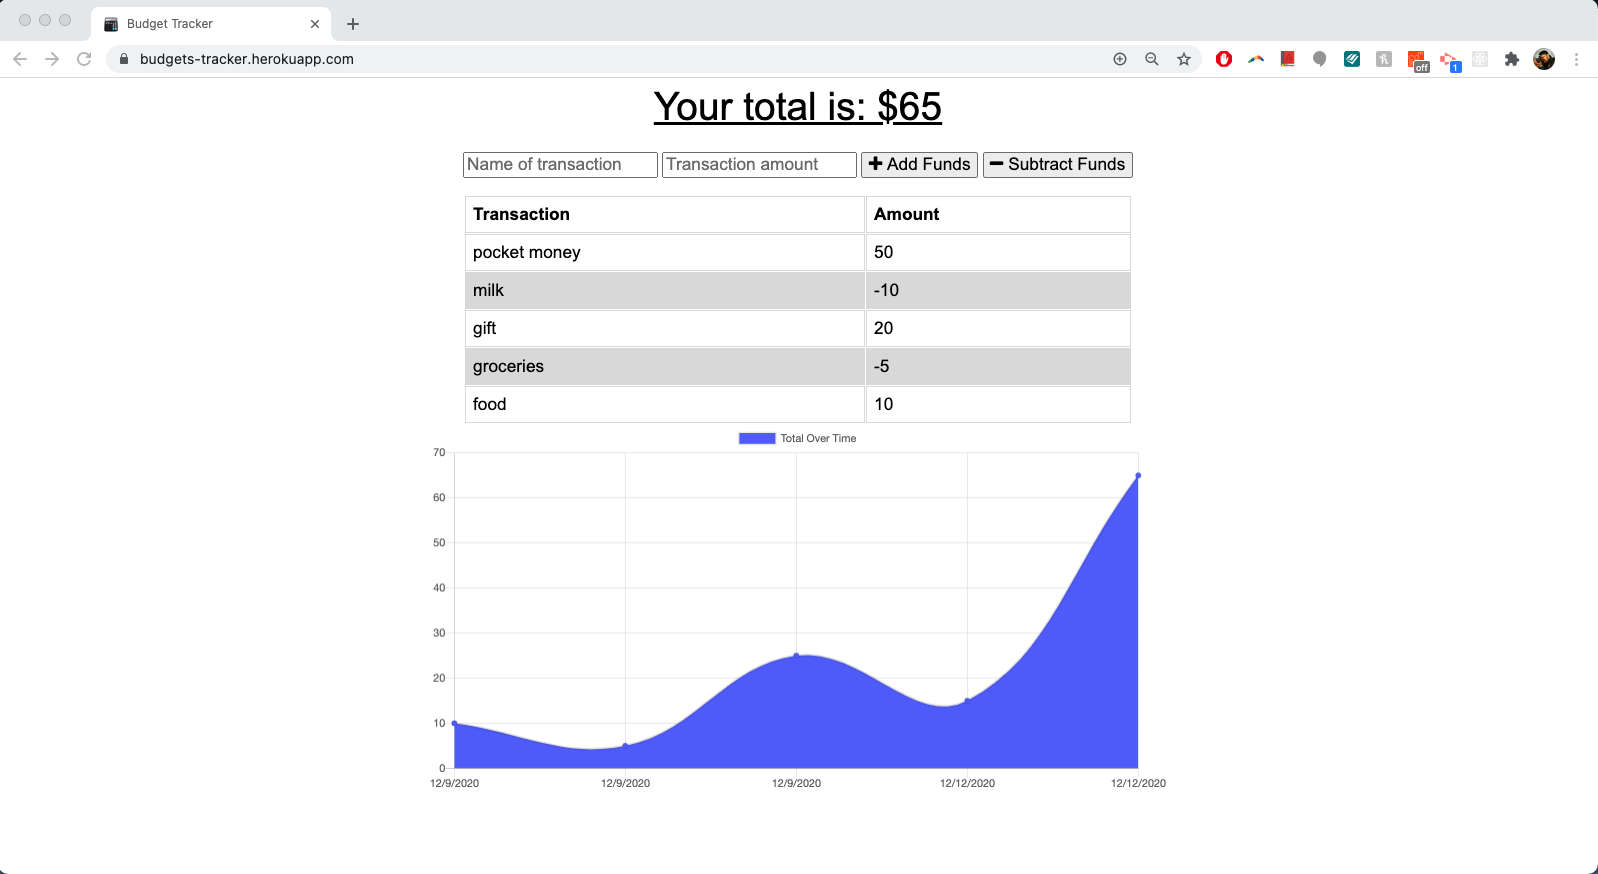 Budget Tracker
budgets-tracker.herokuapp.com
off
1
Your total is: $65
Name of transaction Transaction amount Add Funds Subtract Funds
Transaction Amount
pocket money 50
milk -10
gift 20
groceries -5
food 10
Total Over Time
70
60
50
40
30
20
10
0
12/9/2020 12/9/2020 12/9/2020 12/12/2020 12/12/2020